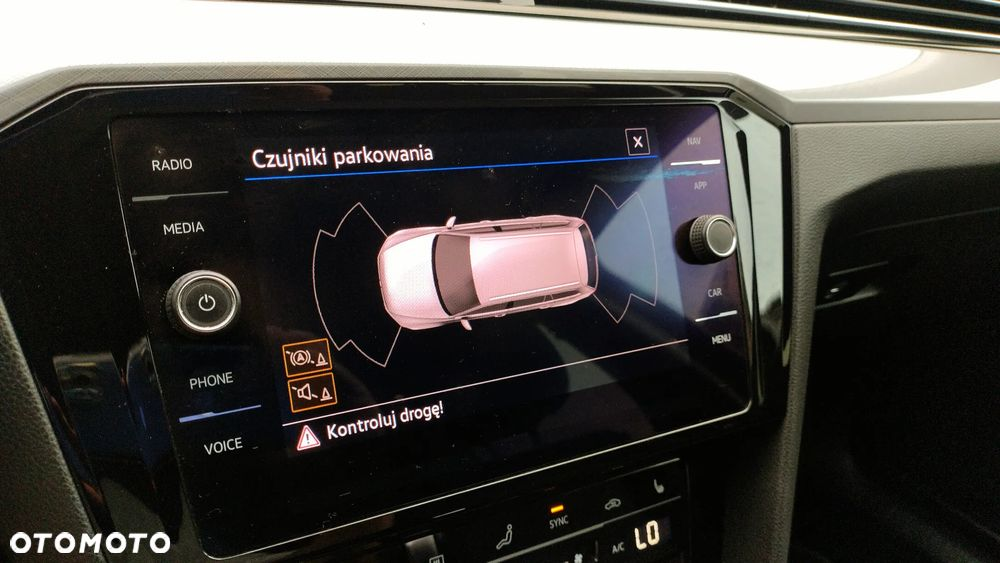 RADIO
MEDIA
PHONE
VOICE
Czujniki parkowania
X
NAV
APP
CAR
MENU
A
Kontroluj drogę!
SYNC
A/C
LO
OTOMOTO